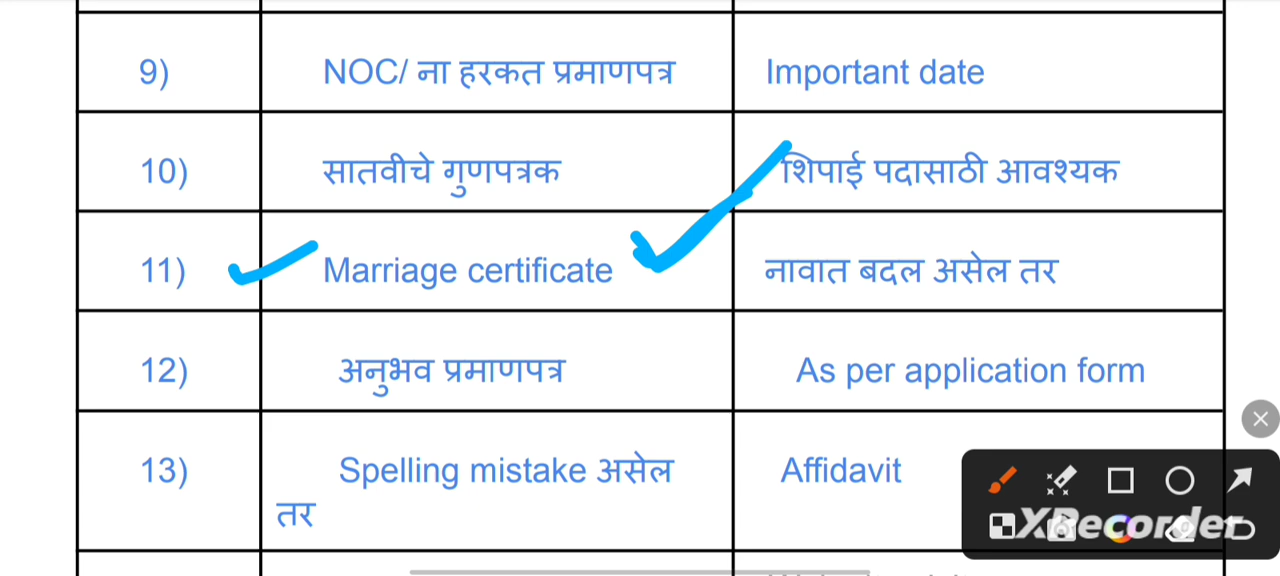 9) NOC/ ना हरकत प्रमाणपत्र Important date
10) सातवीचे गुणपत्रक शिपाई पदासाठी आवश्यक
11) Marriage certificate नावात बदल असेल तर
12) अनुभव प्रमाणपत्र As per application form
13) Spelling mistake असेल Affidavit
तर
XRecorder